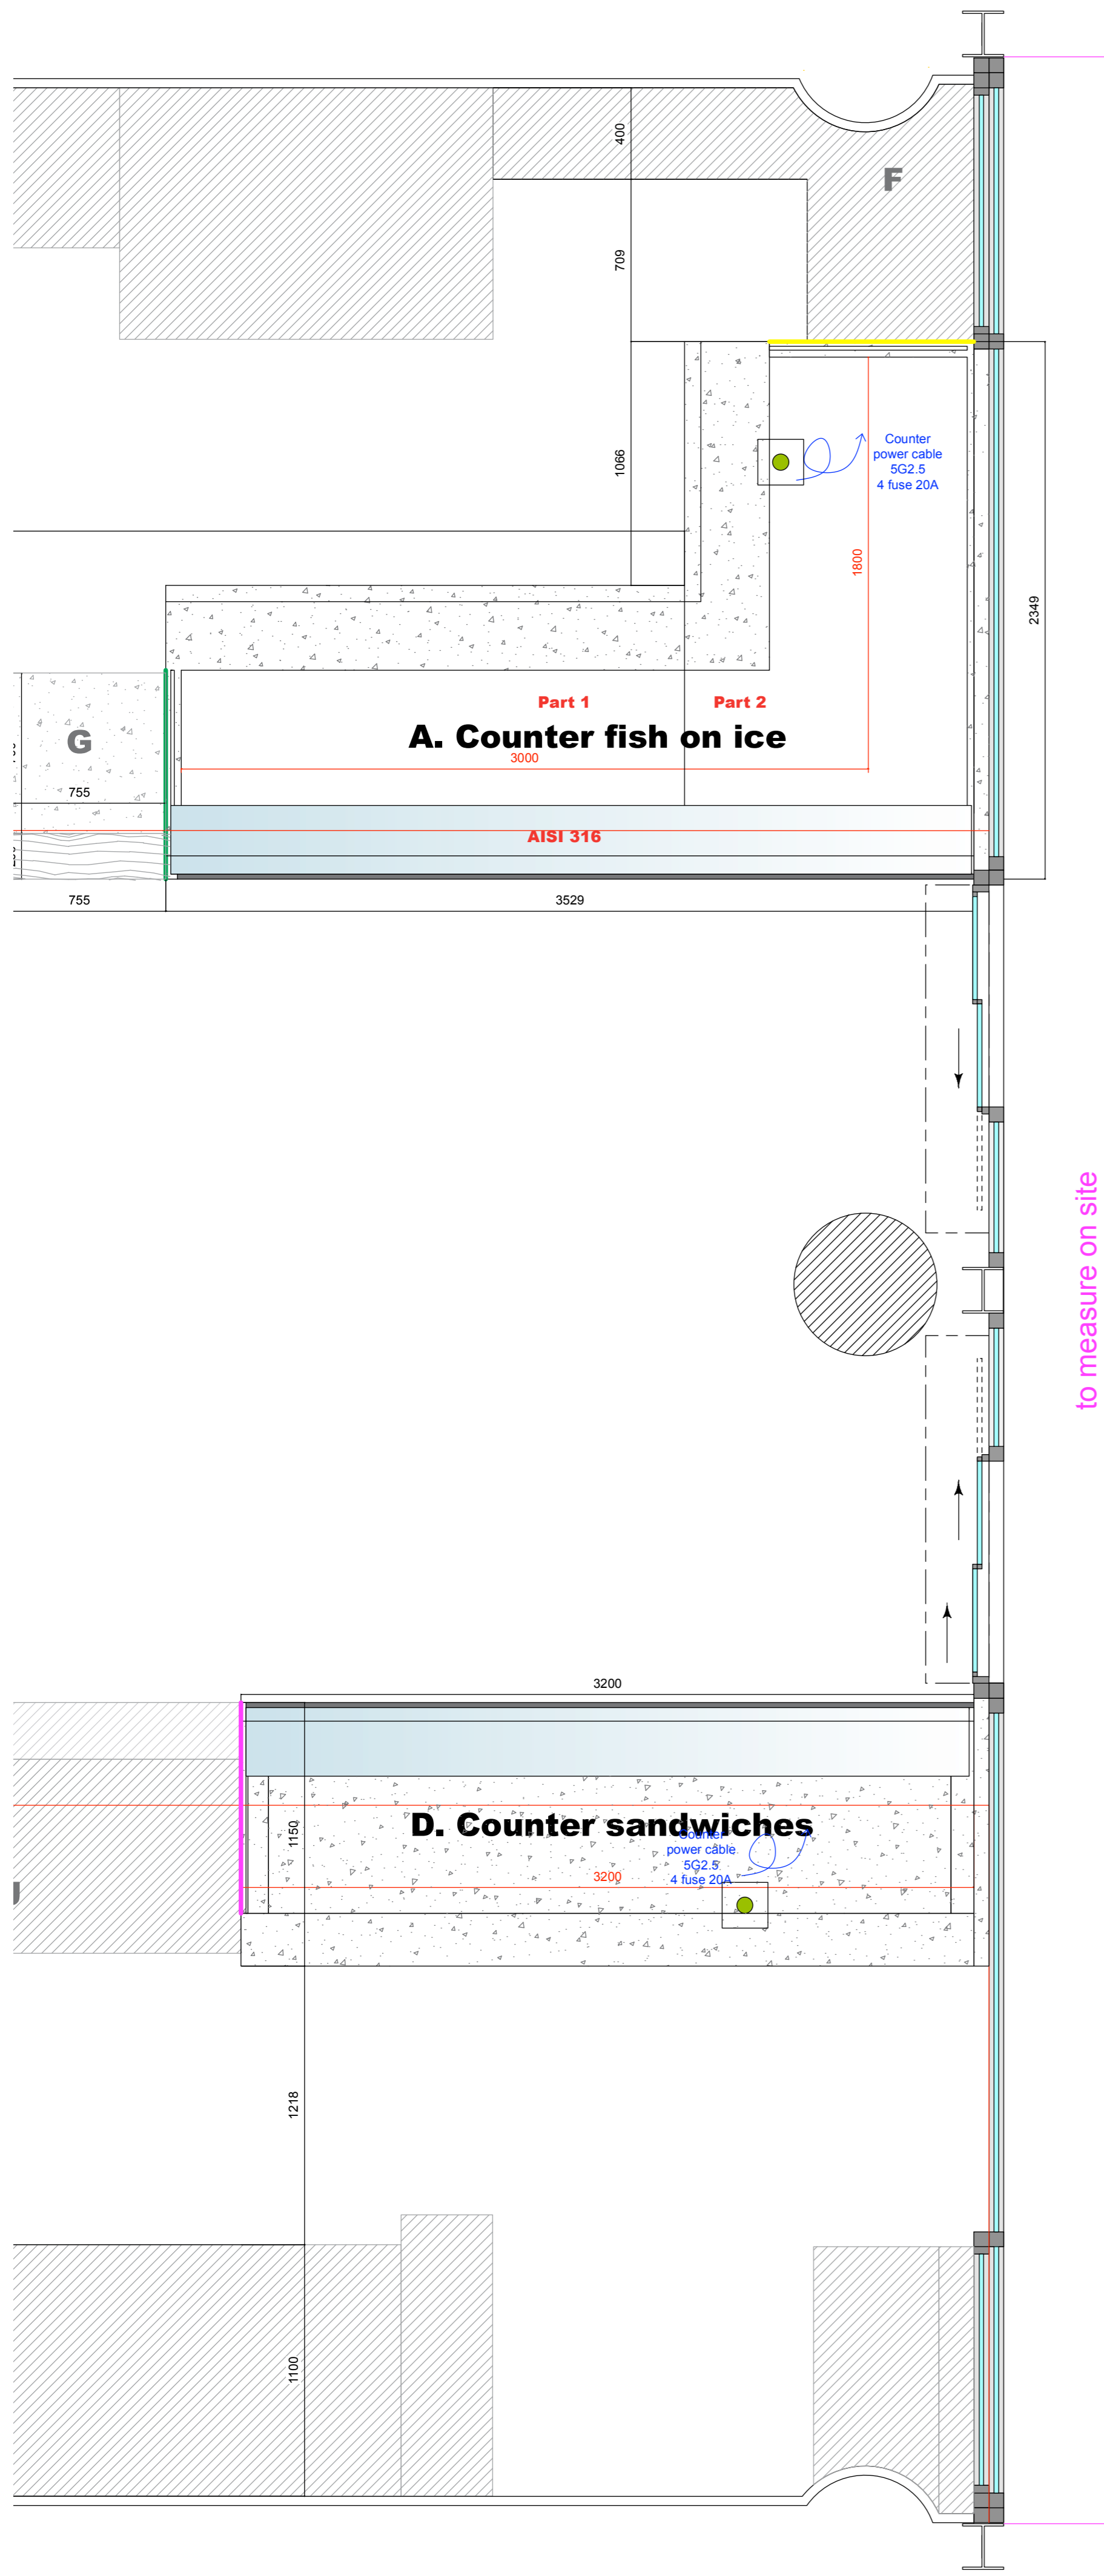 400
F
709
1066
Counter
power cable
5G2.5
4 fuse 20A
1800
2349
Part 1
Part 2
A. Counter fish on ice
3000
G
755
AISI 316
755
3529
to measure on site
3200
D. Counter sandwiches
1150
Counter
power cable
5G2.5
4 fuse 20A
3200
1218
1100